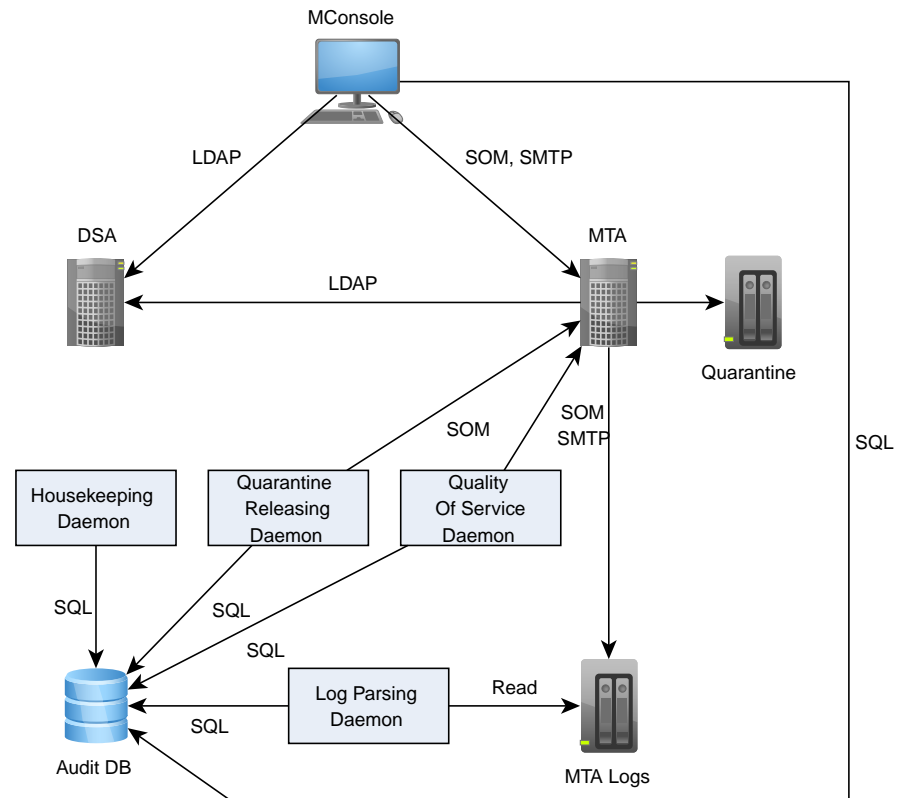 MConsole
LDAP
SOM, SMTP
DSA
MTA
LDAP
Quarantine
SOM
SOM
SMTP
SQL
Housekeeping
Daemon
Quarantine
Releasing
Daemon
Quality
Of Service
Daemon
SQL
SQL
SQL
Log Parsing
Daemon
Read
SQL
Audit DB
MTA Logs